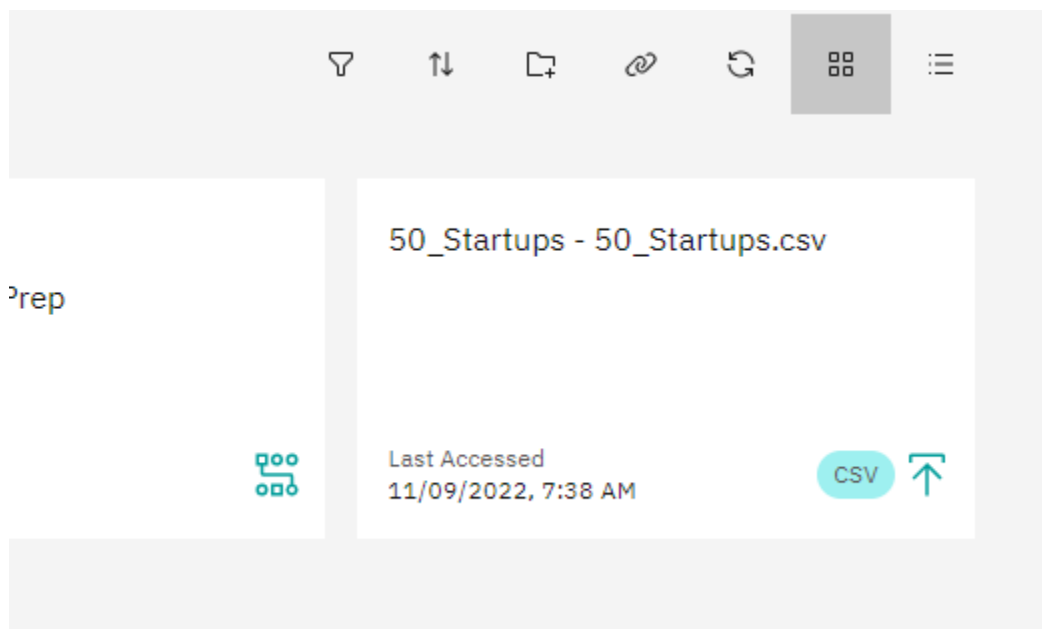 50_Startups - 50_Startups.csv
Prep
Last Accessed
11/09/2022, 7:38 AM
CSV